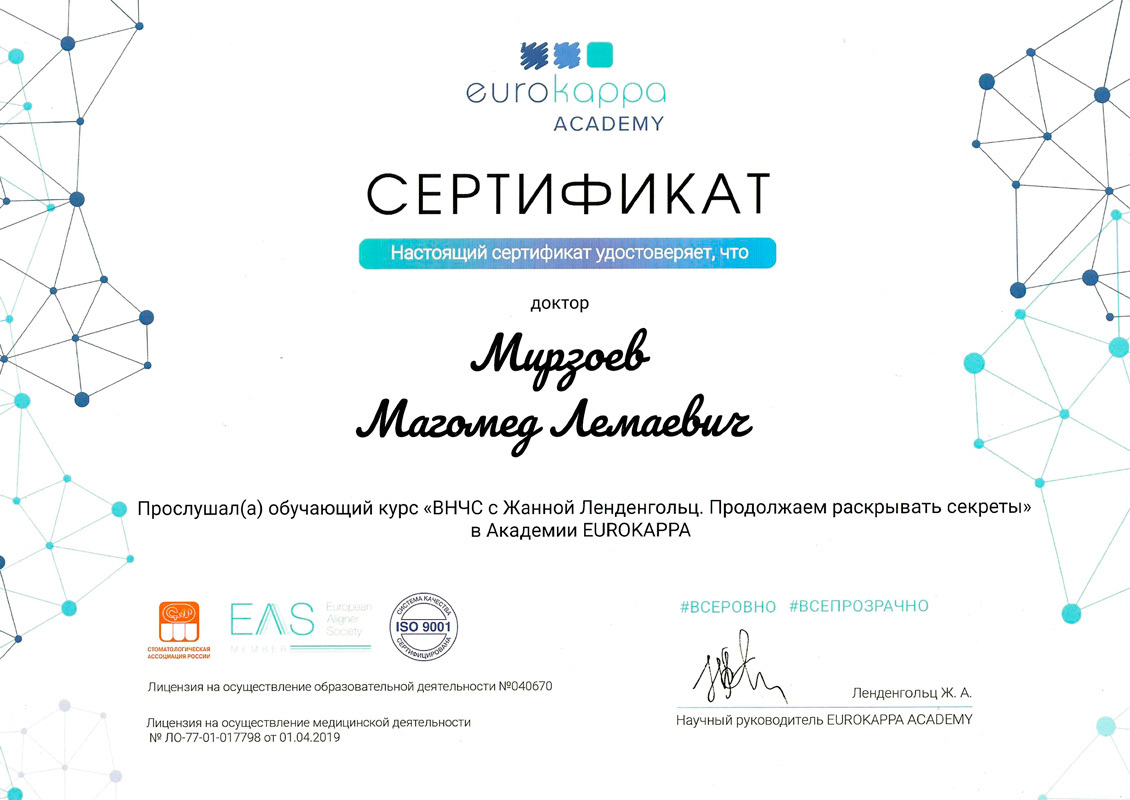 eurokappa
ACADEMY
СЕРТИФИКАТ
Настоящий сертификат удостоверяет, что
доктор
Мирзоев
Магомед Лемаевич
Прослушал(а) обучающий курс «ВНЧС с Жанной Ленденгольц. Продолжаем раскрывать секреты»
в Академии EUROKAPPA
#ВСЕРОВНО #ВСЕПРОЗРАЧНО
СТОМАТОЛОГИЧЕСКАЯ
АССОЦИАЦИЯ РОССИИ
EAS
European
Aligner
Society
MEMBER
СИСТЕМА КАЧЕСТВА
ISO 9001
СЕРТИФИЦИРОВАНА
Лицензия на осуществление образовательной деятельности №040670
Лицензия на осуществление медицинской деятельности
№ ЛО-77-01-017798 от 01.04.2019
Ленденгольц Ж. А.
Научный руководитель EUROKAPPA ACADEMY